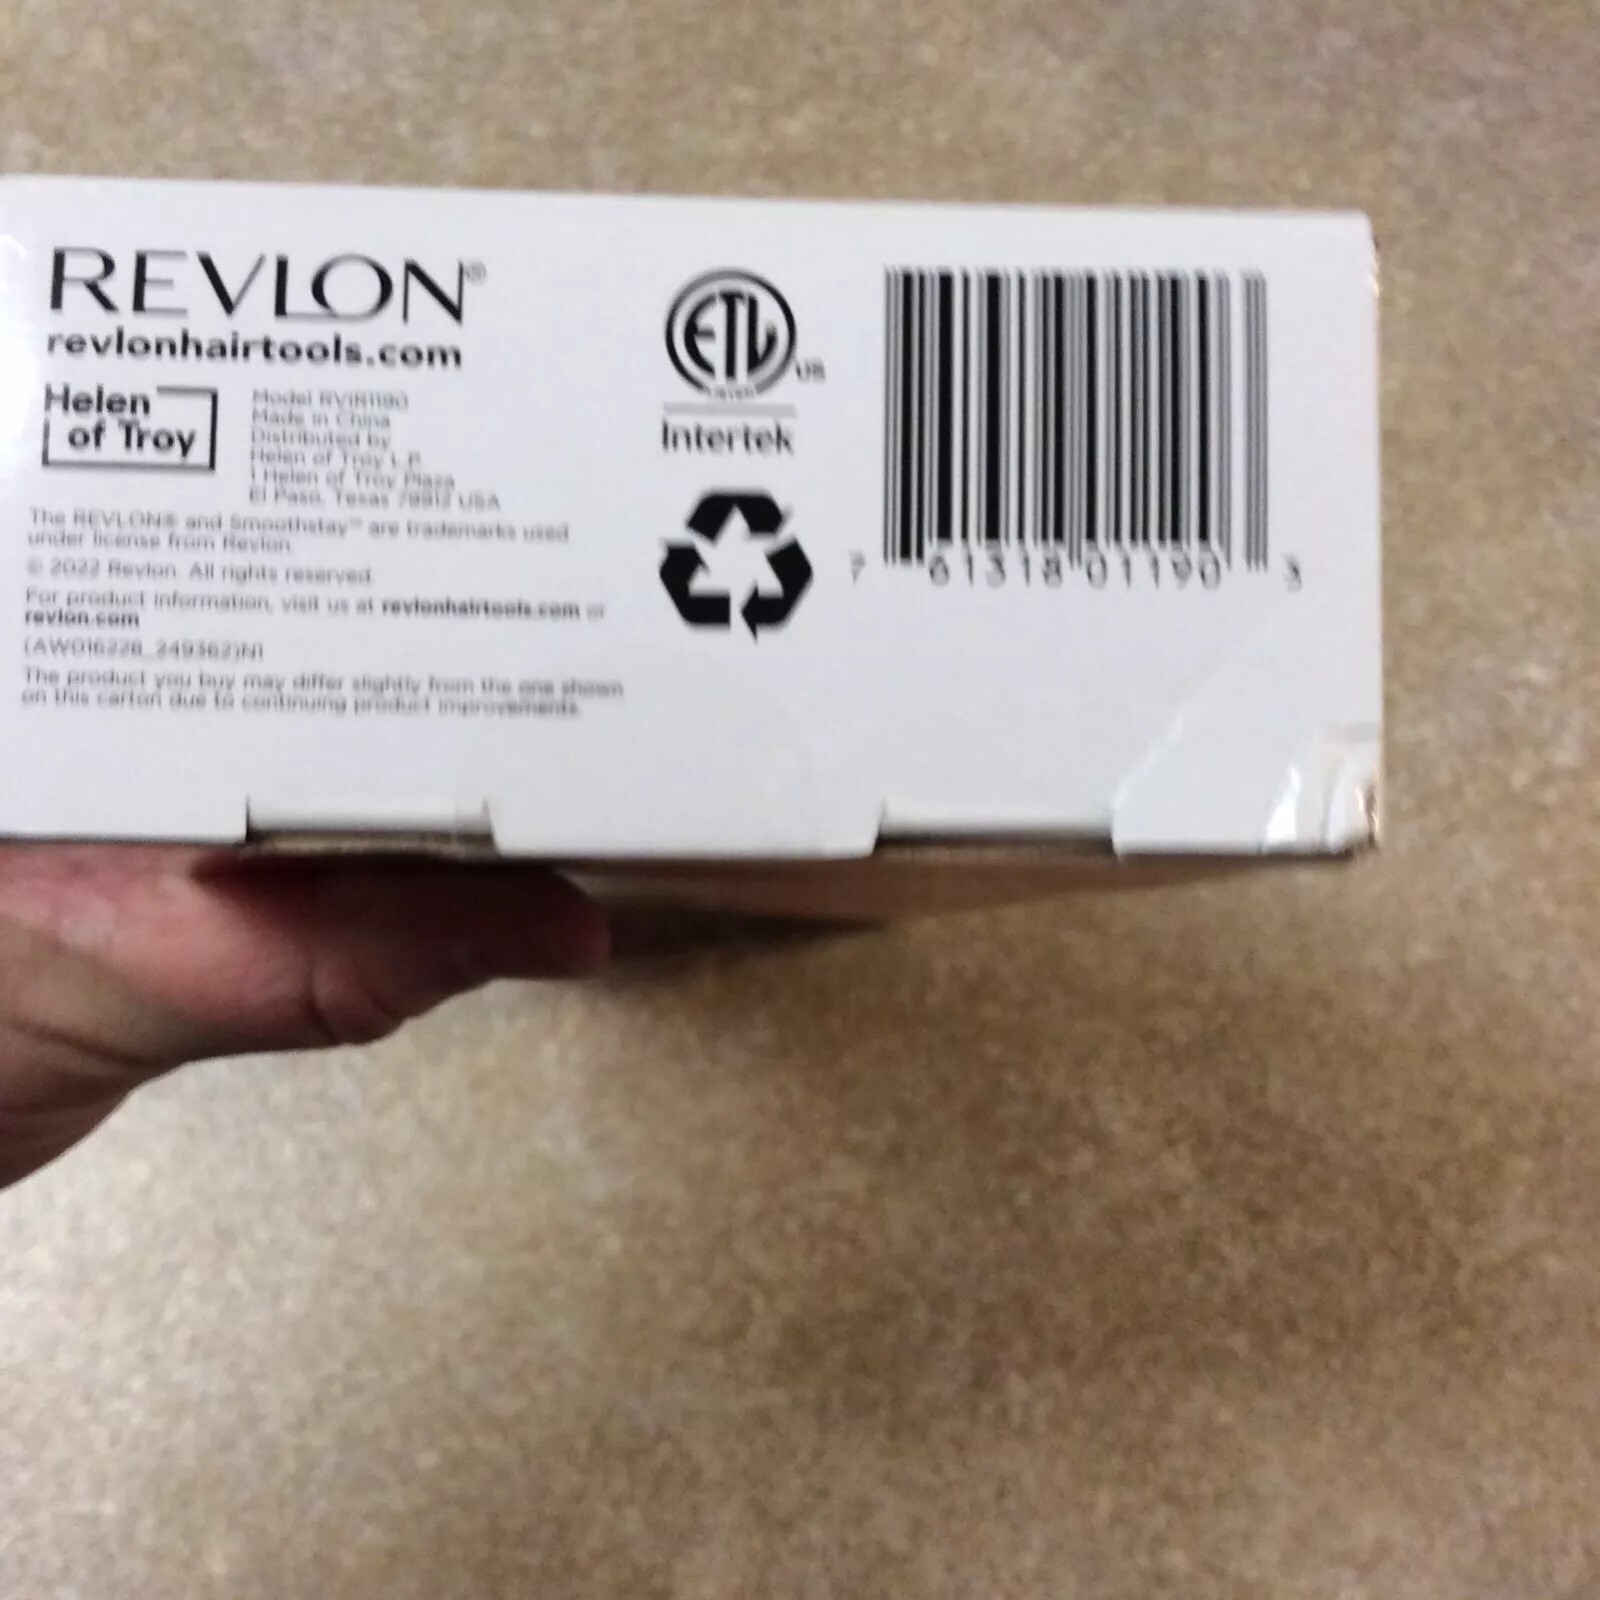 REVLON®
revlonhairtools.com
Helen
of Troy
Model RVIR1190
Made in China
Distributed by
Helen of Troy L.P.
1 Helen of Troy Plaza
El Paso, Texas 79912 USA
The REVLON® and Smoothstay™ are trademarks used
under license from Revlon.
© 2022 Revlon. All rights reserved.
For product information, visit us at revlonhairtools.com or
revlon.com
(AW016228_249362)N1
The product you buy may differ slightly from the one shown
on this carton due to continuing product improvements.
ETL
LISTED
US
Intertek
7 61318 01190 3